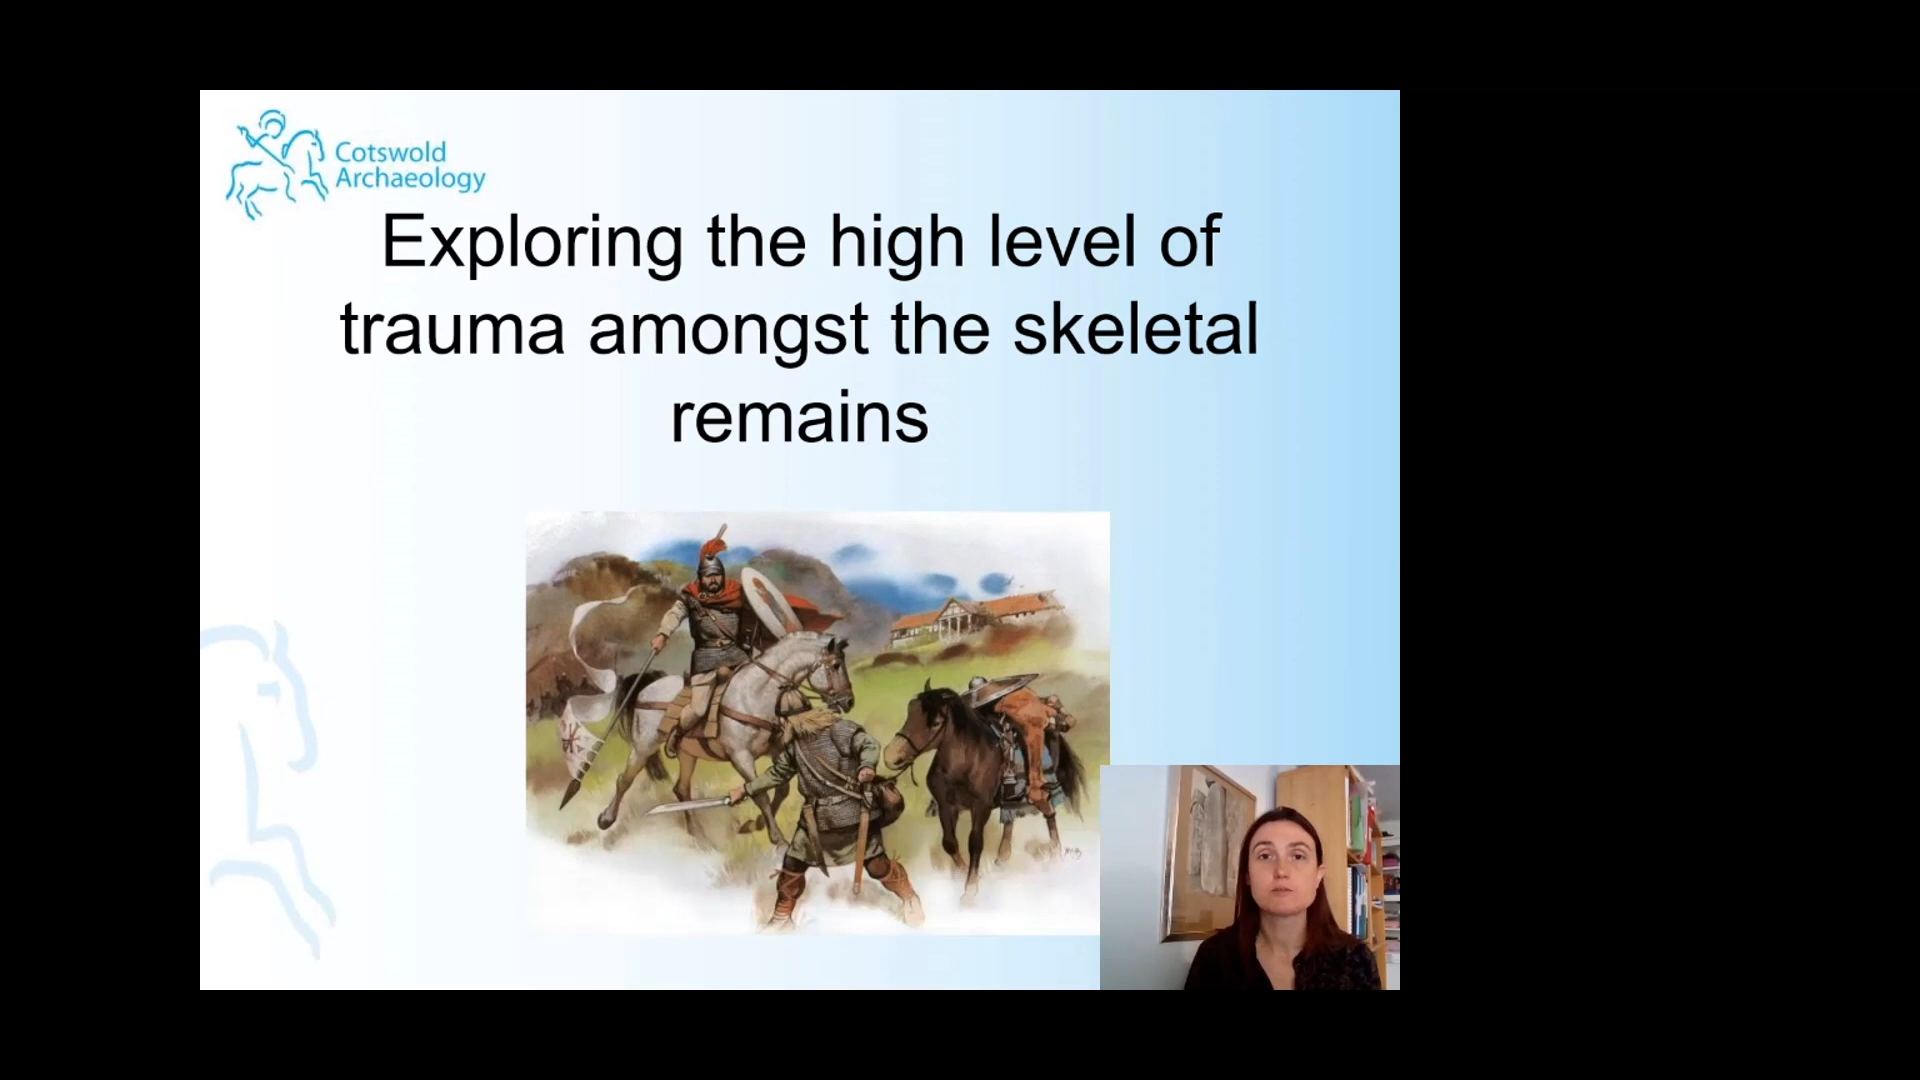 Cotswold
Archaeology
Exploring the high level of
trauma amongst the skeletal
remains